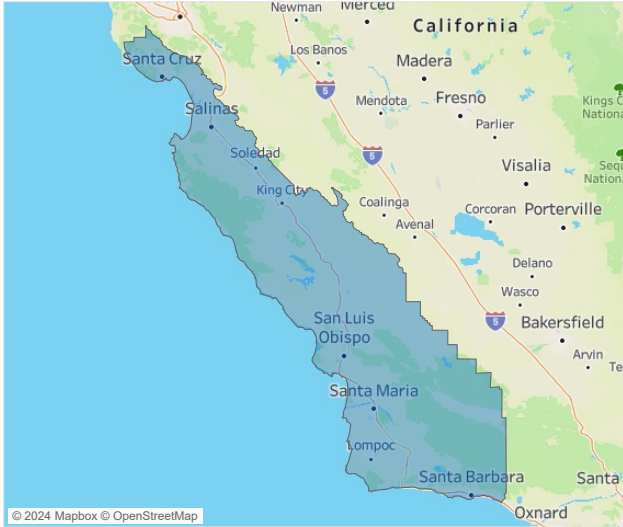 Newman
Merced
California
Los Banos
Santa Cruz
Madera
5
Mendota
Fresno
Kings C
Nationa
Salinas
Parlier
5
Soledad
Visalia
Sequ
Nationa
King City
Coalinga
Corcoran
Porterville
Avenal
Delano
Wasco
San Luis
Obispo
5
Bakersfield
Arvin
Te
Santa Maria
Lompoc
Santa Barbara
Santa
Oxnard
© 2024 Mapbox © OpenStreetMap